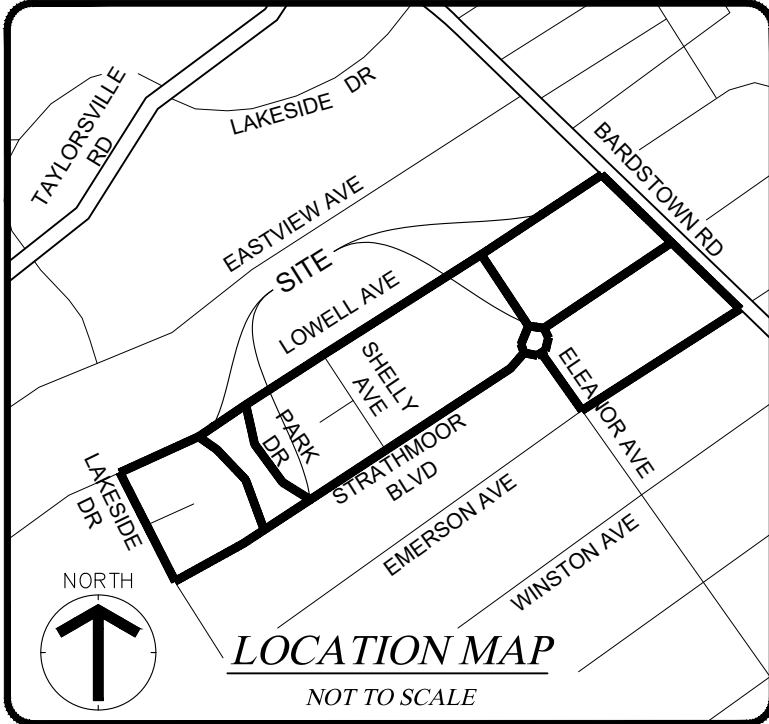 TAYLORSVILLE
RD
LAKESIDE DR
BARDSTOWN RD
EASTVIEW AVE
SITE
LOWELL AVE
SHELLY
AVE
PARK
DR
ELEANOR AVE
STRATHMOOR
BLVD
LAKESIDE
DR
EMERSON AVE
WINSTON AVE
NORTH
LOCATION MAP
NOT TO SCALE